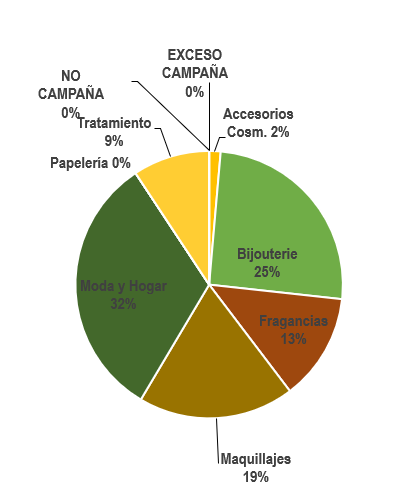 EXCESO
CAMPAÑA
0%
NO
CAMPAÑA
0%
Accesorios
Cosm. 2%
Tratamiento
9%
Papelería 0%
Bijouterie
25%
Moda y Hogar
32%
Fragancias
13%
Maquillajes
19%